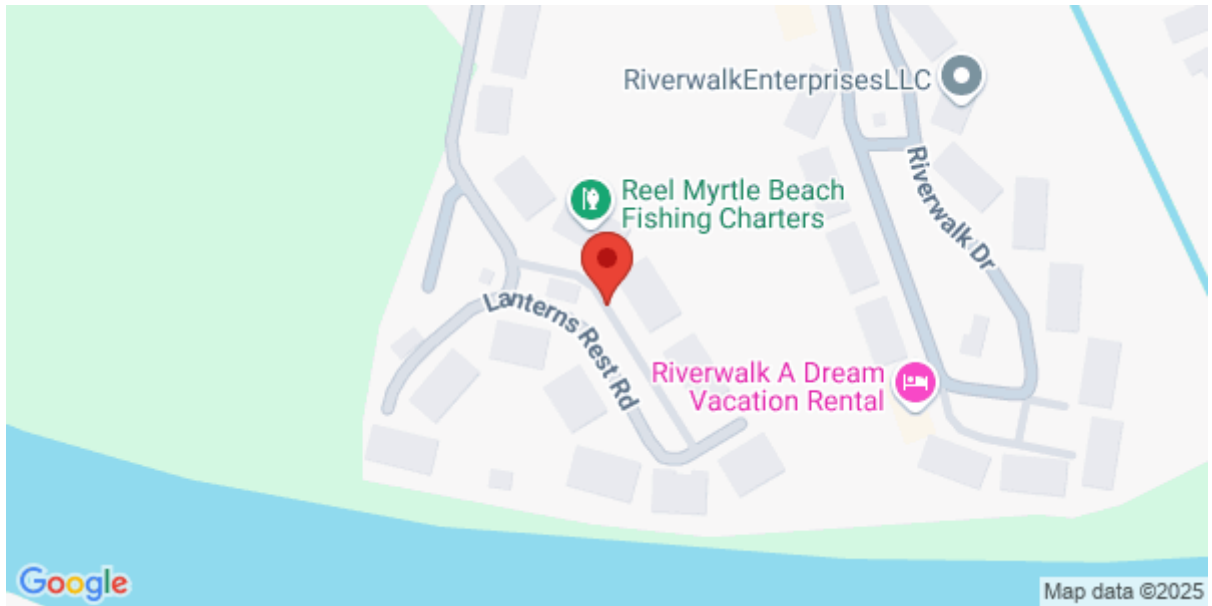 RiverwalkEnterprisesLLC
Riverwalk Dr
Reel Myrtle Beach
Fishing Charters
Lanterns Rest Rd
Riverwalk A Dream
Vacation Rental
Google
Map data ©2025